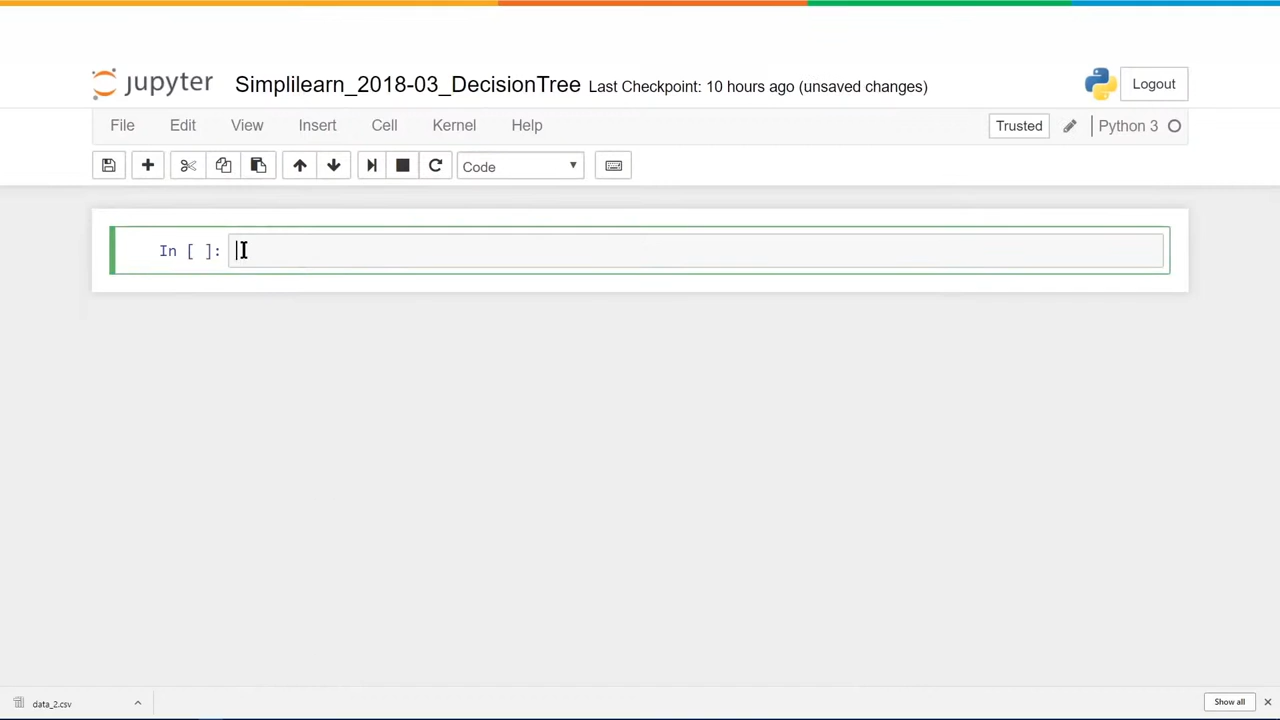 jupyter Simplilearn_2018-03_DecisionTree Last Checkpoint: 10 hours ago (unsaved changes) Logout
File Edit View Insert Cell Kernel Help Trusted Python 3
Code
In [ ]:
data_2.csv Show all